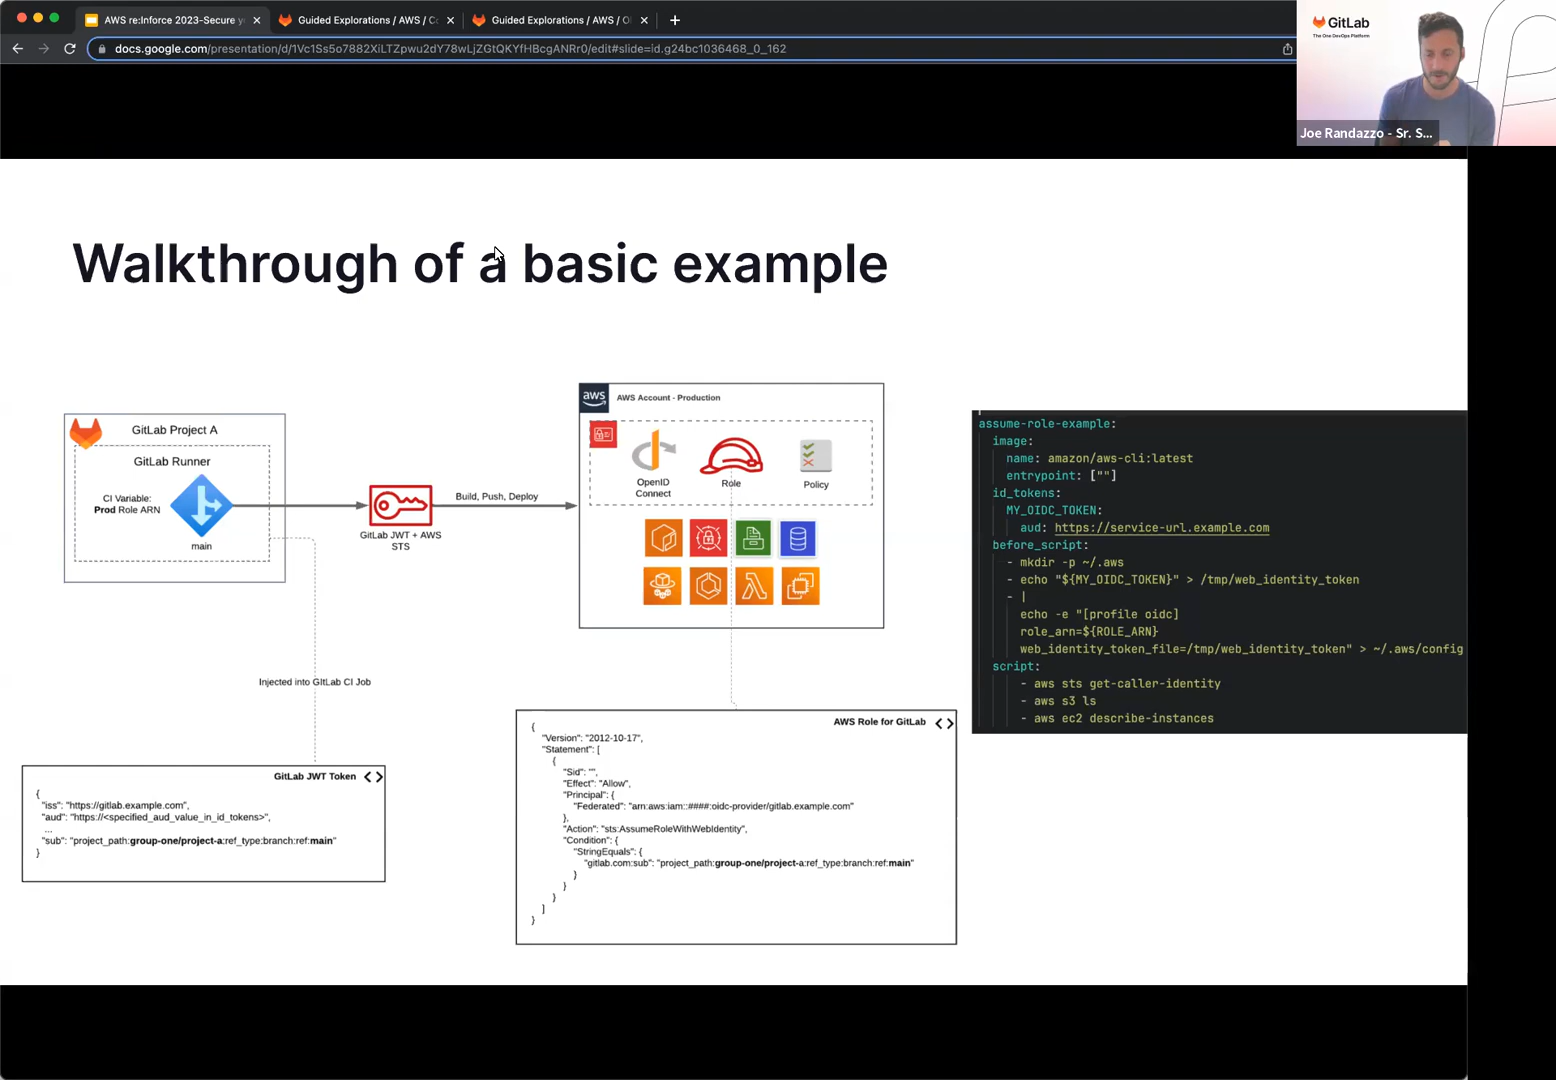 AWS re:Inforce 2023-Secure y
Guided Explorations / AWS / C
Guided Explorations / AWS / O
docs.google.com/presentation/d/1Vc1Ss5o7882XiLTZpwu2dY78wLjZGtQKYfHBcgANRr0/edit#slide=id.g24bc1036468_0_162
GitLab
The One DevOps Platform
Joe Randazzo - Sr. S...
Walkthrough of a basic example
GitLab Project A
GitLab Runner
CI Variable:
Prod Role ARN
main
GitLab JWT + AWS
STS
Build, Push, Deploy
aws
AWS Account - Production
OpenID
Connect
Role
Policy
Injected into GItLab CI Job
GitLab JWT Token < >
{
"iss": "https://gitlab.example.com",
"aud": "https://<specified_aud_value_in_id_tokens>",
...
"sub": "project_path:group-one/project-a:ref_type:branch:ref:main"
}
AWS Role for GitLab < >
{
"Version": "2012-10-17",
"Statement": [
{
"Sid": "",
"Effect": "Allow",
"Principal": {
"Federated": "arn:aws:iam::####:oidc-provider/gitlab.example.com"
},
"Action": "sts:AssumeRoleWithWebIdentity",
"Condition": {
"StringEquals": {
"gitlab.com:sub": "project_path:group-one/project-a:ref_type:branch:ref:main"
}
}
}
]
}
assume-role-example:
image:
name: amazon/aws-cli:latest
entrypoint: [""]
id_tokens:
MY_OIDC_TOKEN:
aud: https://service-url.example.com
before_script:
- mkdir -p ~/.aws
- echo "${MY_OIDC_TOKEN}" > /tmp/web_identity_token
- |
echo -e "[profile oidc]
role_arn=${ROLE_ARN}
web_identity_token_file=/tmp/web_identity_token" > ~/.aws/config
script:
- aws sts get-caller-identity
- aws s3 ls
- aws ec2 describe-instances